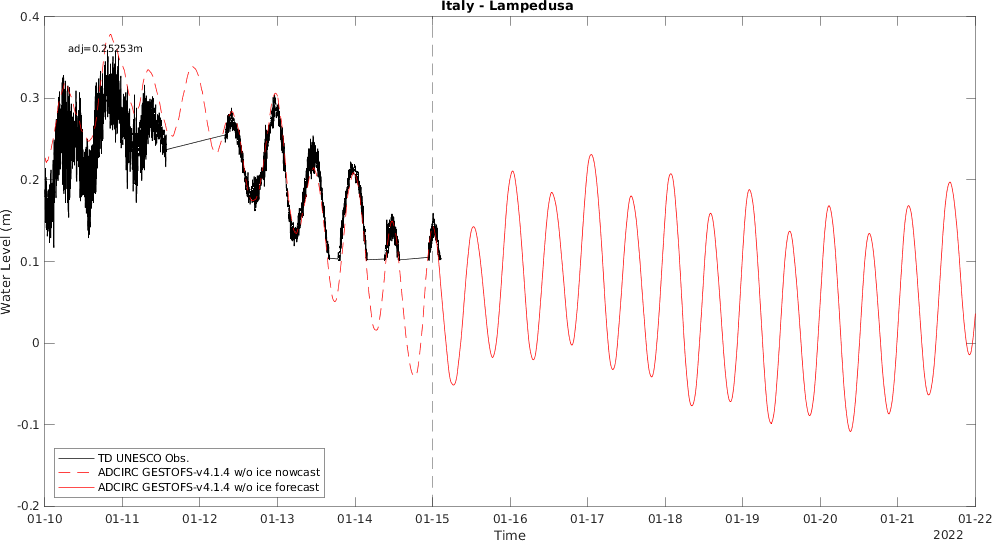 Italy - Lampedusa
0.4
adj=0.25253m
0.3
0.2
Water Level (m)
0.1
0
-0.1
TD UNESCO Obs.
ADCIRC GESTOFS-v4.1.4 w/o ice nowcast
ADCIRC GESTOFS-v4.1.4 w/o ice forecast
-0.2
01-10 01-11 01-12 01-13 01-14 01-15 01-16 01-17 01-18 01-19 01-20 01-21 01-22
Time
2022